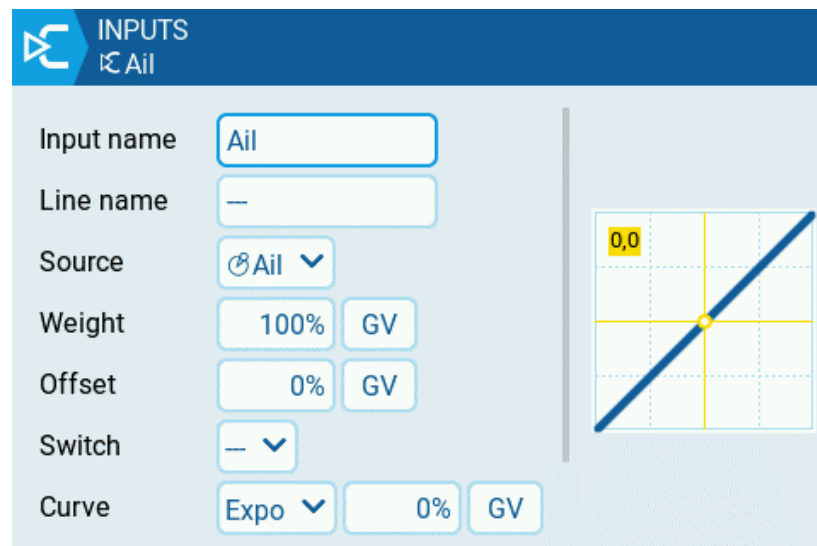 INPUTS
Ail
Input name Ail
Line name ---
Source Ail
Weight 100% GV
Offset 0% GV
Switch ---
Curve Expo 0% GV
0,0